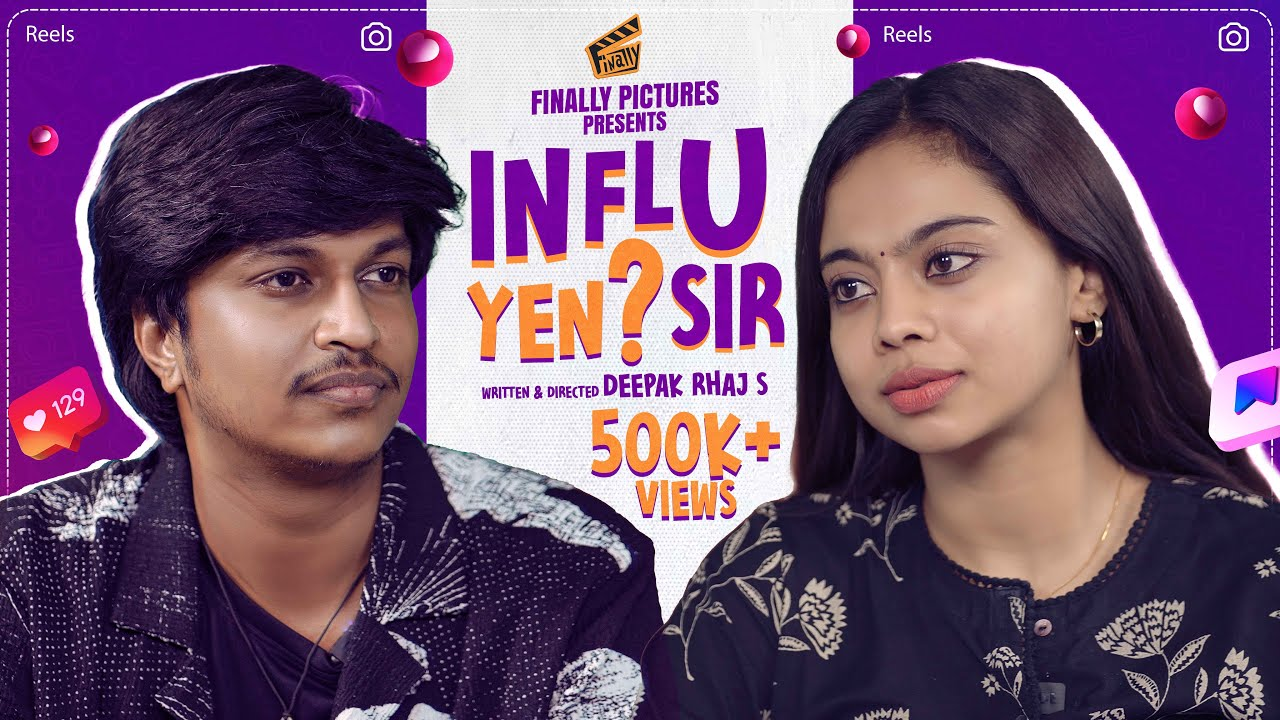 Reels
Reels
Finally
FINALLY PICTURES
PRESENTS
INFLU
YEN? SIR
WRITTEN & DIRECTED DEEPAK RHAJ S
500K+
VIEWS
129